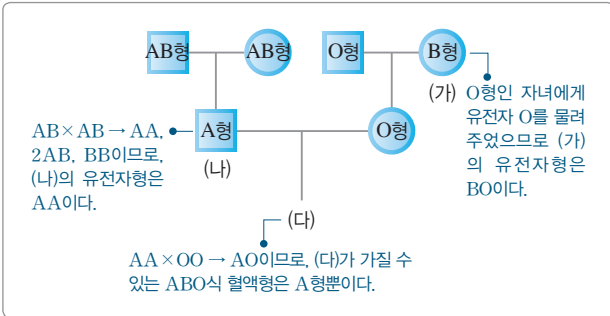 AB형 AB형 O형 B형
(가)
O형인 자녀에게
유전자 O를 물려
주었으므로 (가)
의 유전자형은
BO이다.
AB×AB → AA,
2AB, BB이므로,
(나)의 유전자형은
AA이다.
A형 O형
(나)
(다)
AA×OO → AO이므로, (다)가 가질 수
있는 ABO식 혈액형은 A형뿐이다.